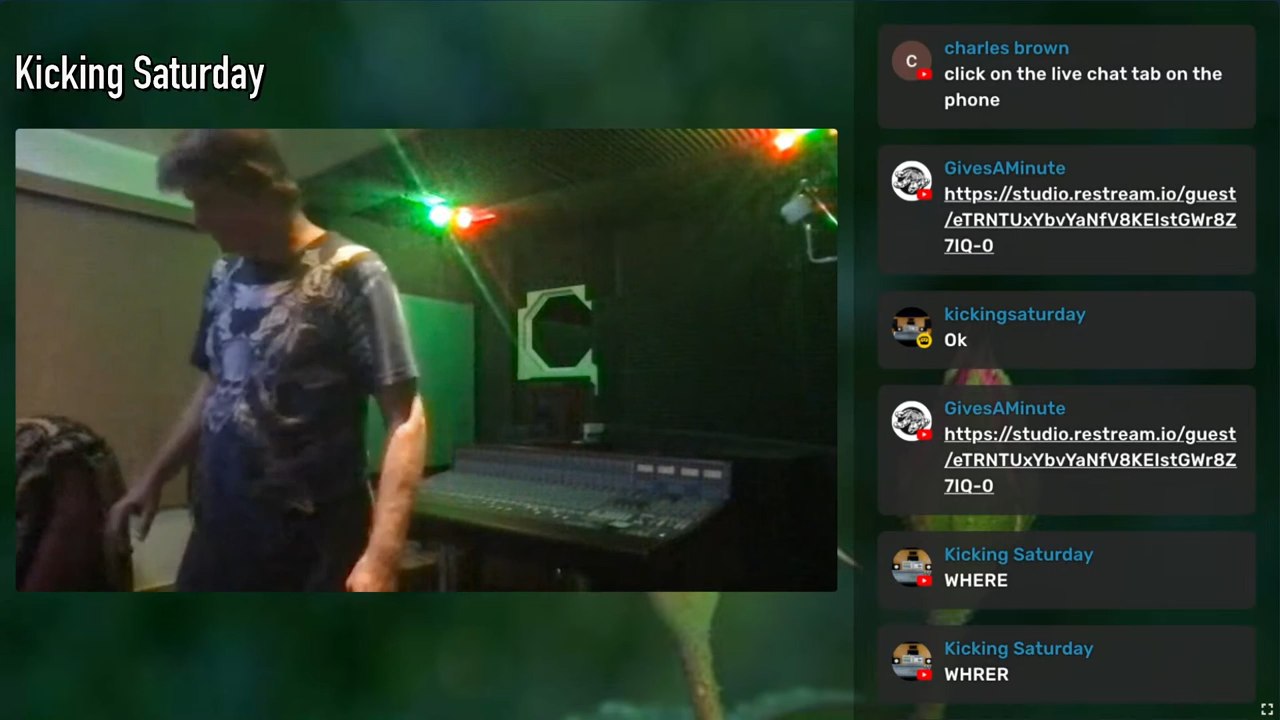 Kicking Saturday
C
charles brown
click on the live chat tab on the
phone
GivesAMinute
https://studio.restream.io/guest
/eTRNTUxYbvYaNfV8KEIstGWr8Z
7IQ-0
kickingsaturday
Ok
GivesAMinute
https://studio.restream.io/guest
/eTRNTUxYbvYaNfV8KEIstGWr8Z
7IQ-0
Kicking Saturday
WHERE
Kicking Saturday
WHRER